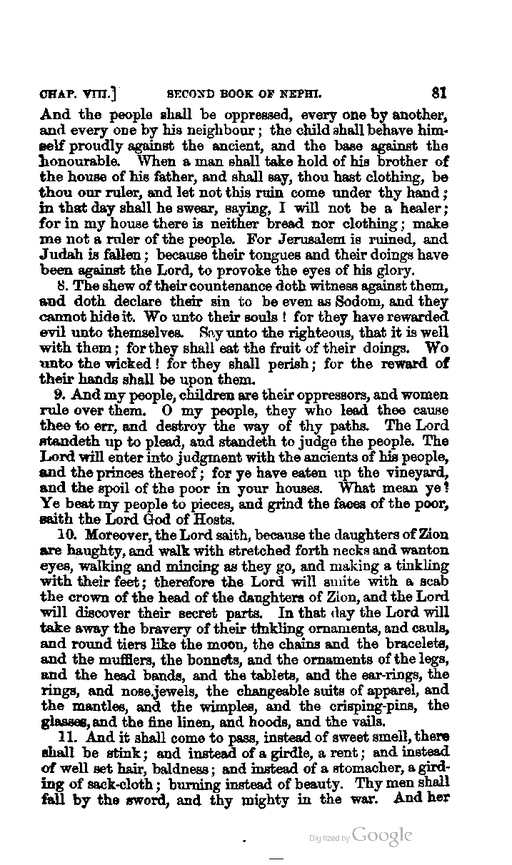 CHAP. VIII.] SECOND BOOK OF NEPHI. 81
And the people shall be oppressed, every one by another,
and every one by his neighbour; the child shall behave him-
self proudly against the ancient, and the base against the
honourable. When a man shall take hold of his brother of
the house of his father, and shall say, thou hast clothing, be
thou our ruler, and let not this ruin come under thy hand;
in that day shall he swear, saying, I will not be a healer;
for in my house there is neither bread nor clothing; make
me not a ruler of the people. For Jerusalem is ruined, and
Judah is fallen; because their tongues and their doings have
been against the Lord, to provoke the eyes of his glory.
8. The shew of their countenance doth witness against them,
and doth declare their sin to be even as Sodom, and they
cannot hide it. Wo unto their souls! for they have rewarded
evil unto themselves. Say unto the righteous, that it is well
with them; for they shall eat the fruit of their doings. Wo
unto the wicked! for they shall perish; for the reward of
their hands shall be upon them.
9. And my people, children are their oppressors, and women
rule over them. O my people, they who lead thee cause
thee to err, and destroy the way of thy paths. The Lord
standeth up to plead, and standeth to judge the people. The
Lord will enter into judgment with the ancients of his people,
and the princes thereof; for ye have eaten up the vineyard,
and the spoil of the poor in your houses. What mean ye?
Ye beat my people to pieces, and grind the faces of the poor,
saith the Lord God of Hosts.
10. Moreover, the Lord saith, because the daughters of Zion
are haughty, and walk with stretched forth necks and wanton
eyes, walking and mincing as they go, and making a tinkling
with their feet; therefore the Lord will smite with a scab
the crown of the head of the daughters of Zion, and the Lord
will discover their secret parts. In that day the Lord will
take away the bravery of their tinkling ornaments, and cauls,
and round tiers like the moon, the chains and the bracelets,
and the mufflers, the bonnets, and the ornaments of the legs,
and the head bands, and the tablets, and the ear-rings, the
rings, and nose jewels, the changeable suits of apparel, and
the mantles, and the wimples, and the crisping-pins, the
glasses, and the fine linen, and hoods, and the vails.
11. And it shall come to pass, instead of sweet smell, there
shall be stink; and instead of a girdle, a rent; and instead
of well set hair, baldness; and instead of a stomacher, a gird-
ing of sack-cloth; burning instead of beauty. Thy men shall
fall by the sword, and thy mighty in the war. And her
Digitized by Google